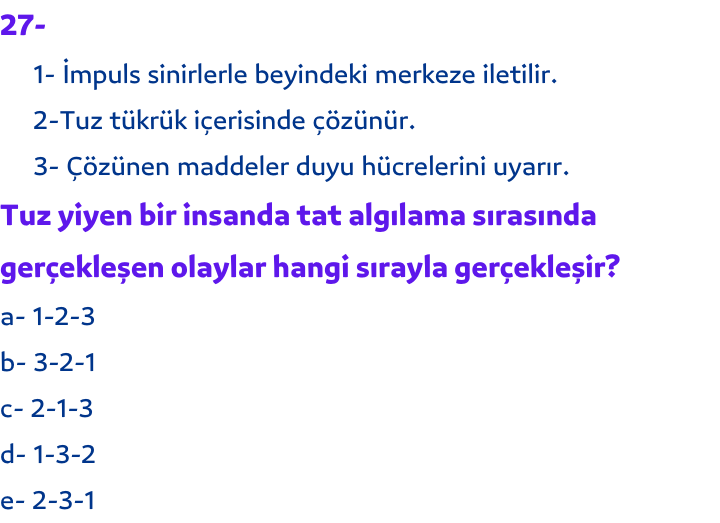 27-
1- İmpuls sinirlerle beyindeki merkeze iletilir.
2-Tuz tükrük içerisinde çözünür.
3- Çözünen maddeler duyu hücrelerini uyarır.
Tuz yiyen bir insanda tat algılama sırasında
gerçekleşen olaylar hangi sırayla gerçekleşir?
a- 1-2-3
b- 3-2-1
c- 2-1-3
d- 1-3-2
e- 2-3-1